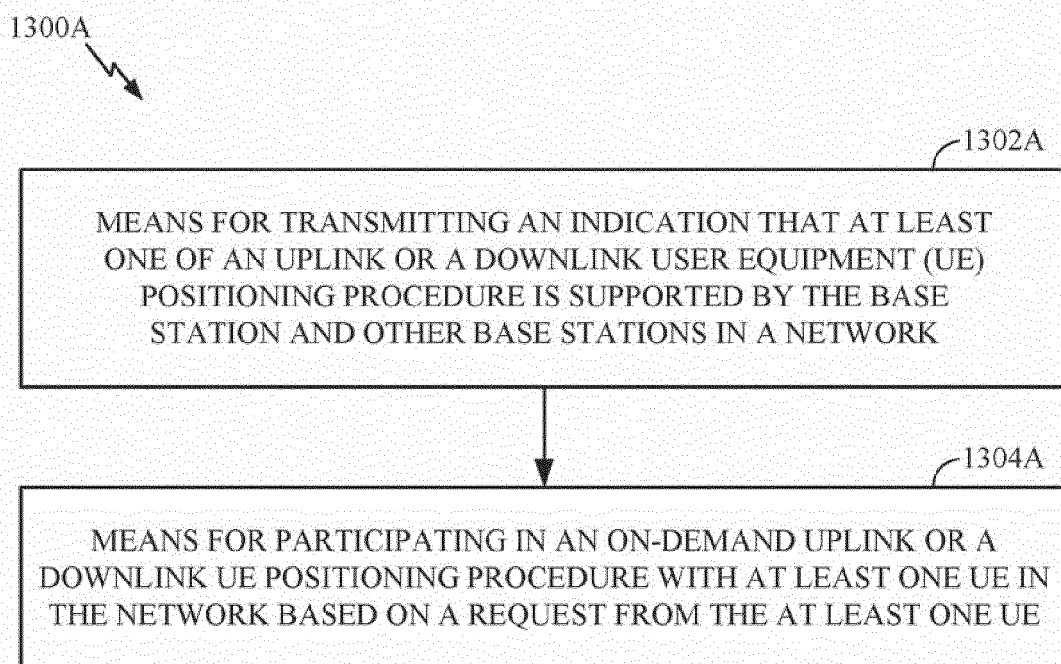 1300A
1302A
MEANS FOR TRANSMITTING AN INDICATION THAT AT LEAST
ONE OF AN UPLINK OR A DOWNLINK USER EQUIPMENT (UE)
POSITIONING PROCEDURE IS SUPPORTED BY THE BASE
STATION AND OTHER BASE STATIONS IN A NETWORK
1304A
MEANS FOR PARTICIPATING IN AN ON-DEMAND UPLINK OR A
DOWNLINK UE POSITIONING PROCEDURE WITH AT LEAST ONE UE IN
THE NETWORK BASED ON A REQUEST FROM THE AT LEAST ONE UE